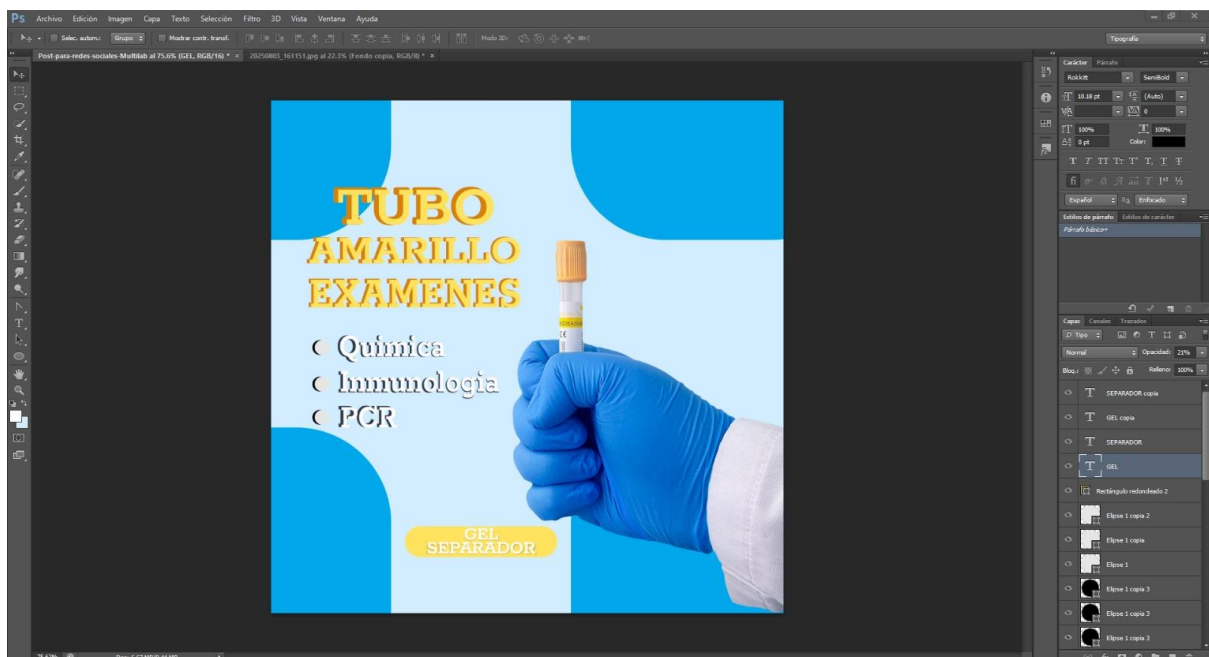 Ps Archivo Edición Imagen Capa Texto Selección Filtro 3D Vista Ventana Ayuda
Selec. autom.: Grupo Mostrar contr. transf. Modo 3D: Tipografía
Post-para-redes-sociales-Multilab al 75.6% (GEL, RGB/16) * × 20250803_161151.jpg al 22.3% (Fondo copia, RGB/8) * ×
Carácter Párrafo
Rokkitt SemiBold
10.18 pt (Auto)
0
100% 100%
0 pt Color:
Español Enfocado
Estilos de párrafo Estilos de carácter
Párrafo básico+
TUBO
AMARILLO
EXAMENES
Quimica
Inmunologia
PCR
GEL
SEPARADOR
Capas Canales Trazados
Tipo
Normal Opacidad: 21%
Bloq.: Relleno: 100%
SEPARADOR copia
GEL copia
SEPARADOR
GEL
Rectángulo redondeado 2
Elipse 1 copia 2
Elipse 1 copia
Elipse 1
Elipse 1 copia 3
Elipse 1 copia 3
Elipse 1 copia 3